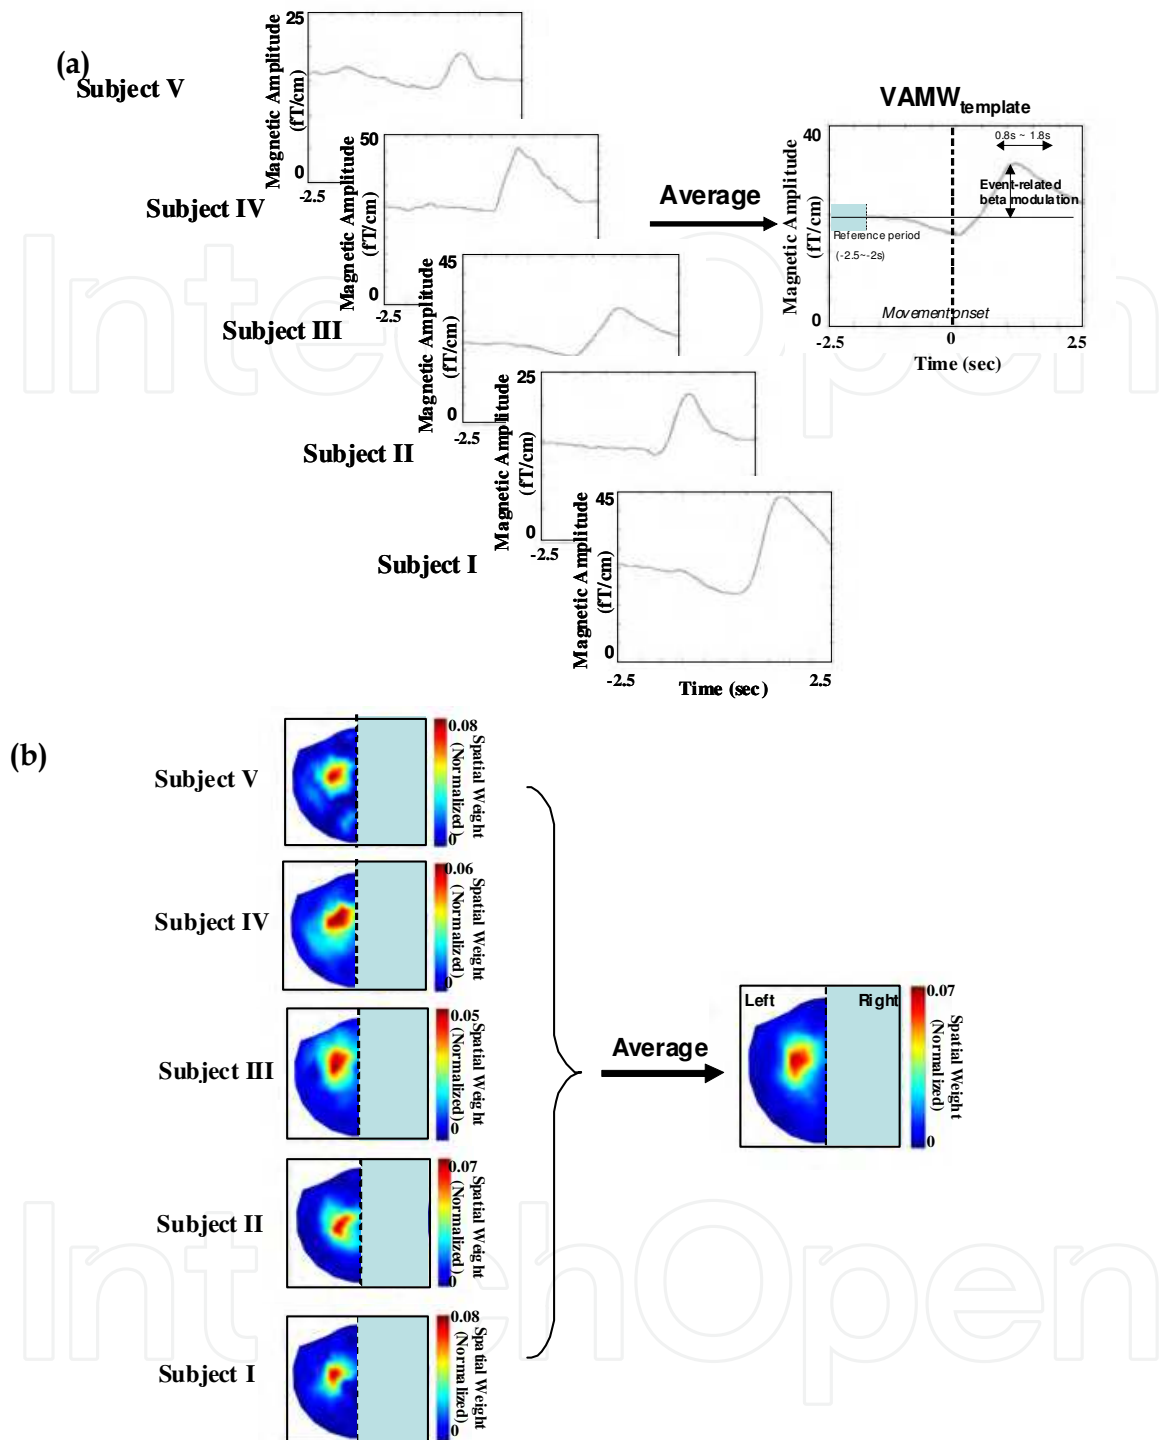 (a)
Subject V
Magnetic Amplitude
(fT/cm)
25
0
-2.5
Subject IV
Magnetic Amplitude
(fT/cm)
50
0
-2.5
Subject III
Magnetic Amplitude
(fT/cm)
45
0
-2.5
Subject II
Magnetic Amplitude
(fT/cm)
25
0
-2.5
Subject I
Magnetic Amplitude
(fT/cm)
45
0
-2.5
Time (sec)
2.5
Average
VAMWtemplate
Magnetic Amplitude
(fT/cm)
40
0
0.8s ~ 1.8s
Event-related
beta modulation
Reference period
(-2.5~-2s)
Movement onset
-2.5
0
2.5
Time (sec)
(b)
Subject V
0.08
0
Spatial Weight
(Normalized)
Subject IV
0.06
0
Spatial Weight
(Normalized)
Subject III
0.05
0
Spatial Weight
(Normalized)
Subject II
0.07
0
Spatial Weight
(Normalized)
Subject I
0.08
0
Spatial Weight
(Normalized)
Average
Left
Right
0.07
0
Spatial Weight
(Normalized)
IntechOpen
IntechOpen